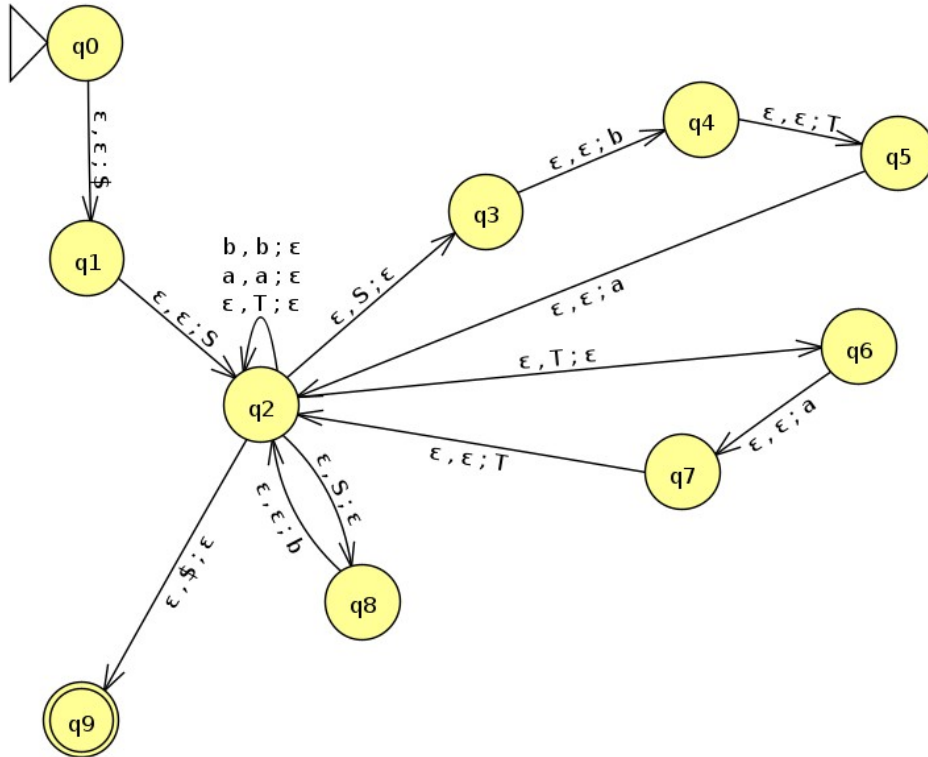 q0
ε,ε;$
q4
ε,ε;T
q5
ε,ε;b
q3
q1
b,b;ε
a,a;ε
ε,T;ε
ε,S;ε
ε,ε;a
ε,ε;S
q6
ε,T;ε
q2
ε,ε;a
ε,ε;T
q7
ε,S;ε
ε,ε;b
ε,$;ε
q8
q9